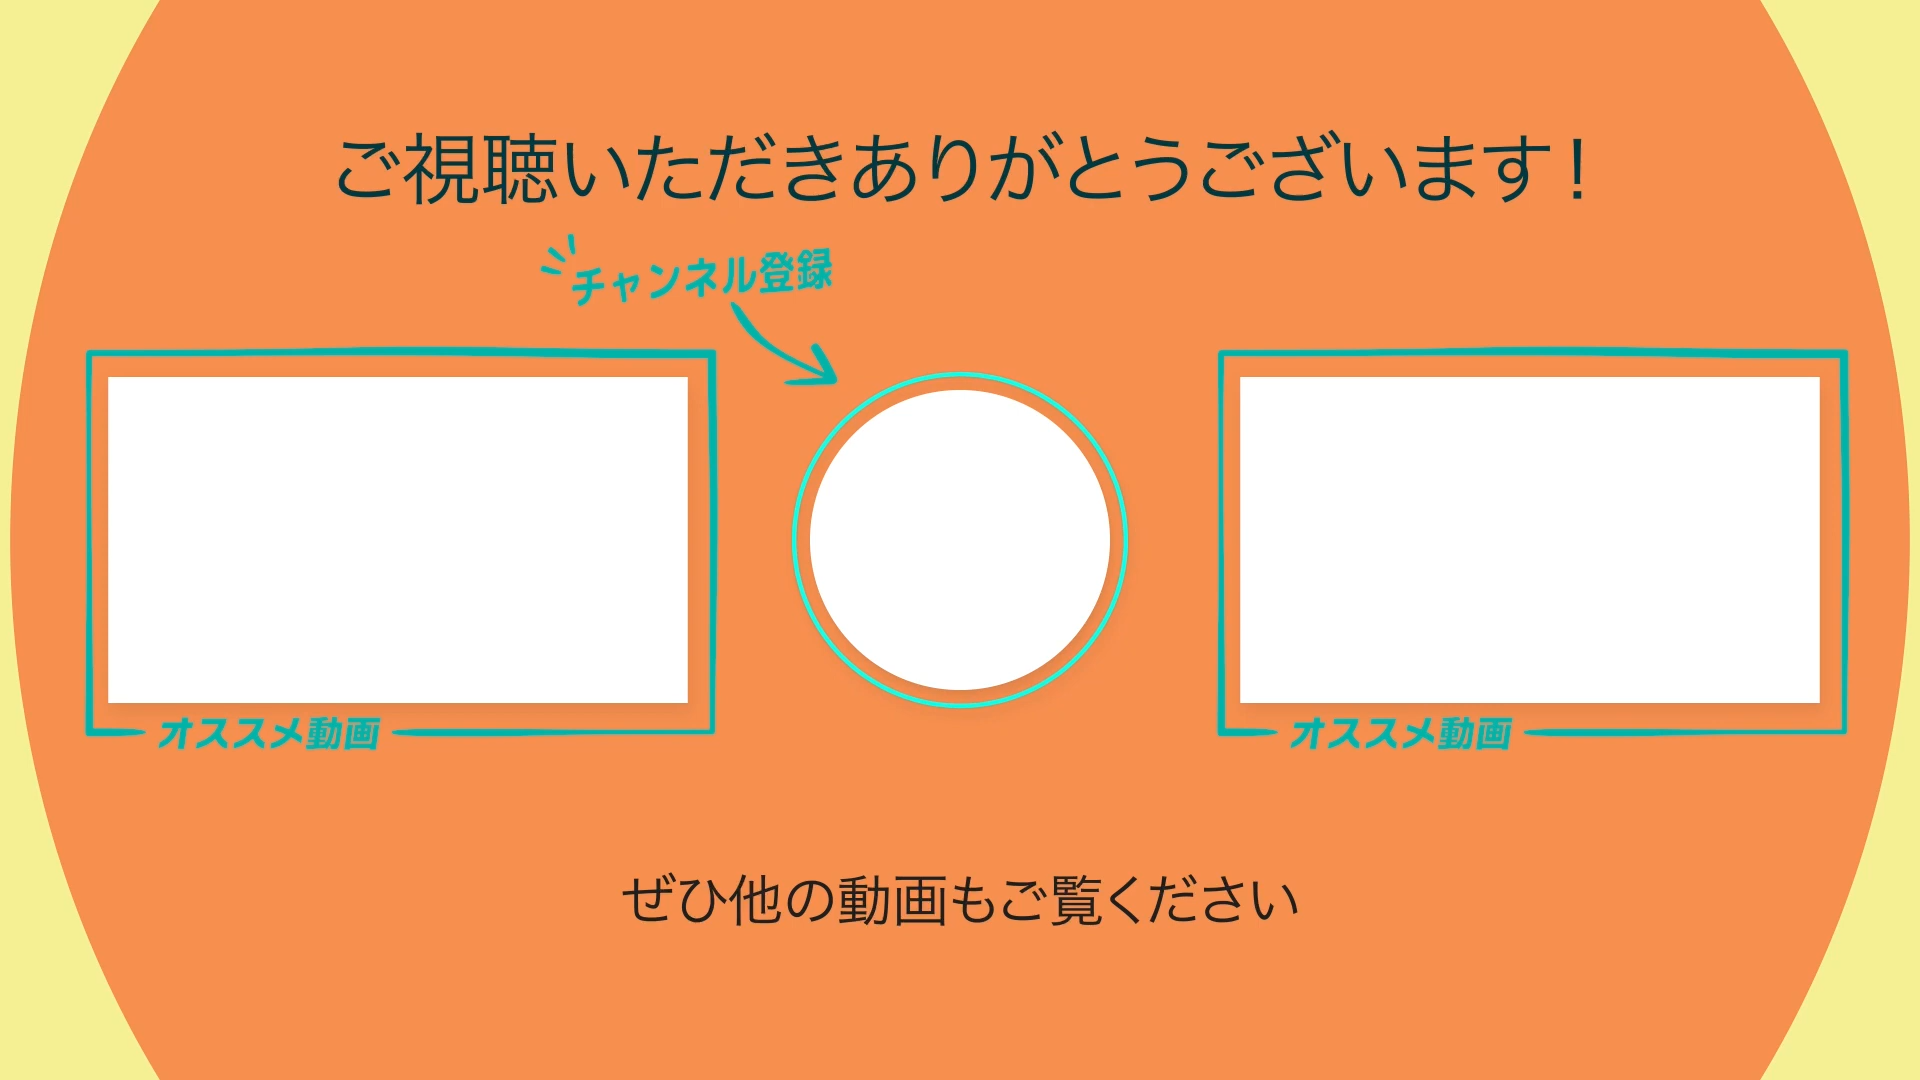 ご視聴いただきありがとうございます!
チャンネル登録
オススメ動画
オススメ動画
ぜひ他の動画もご覧ください